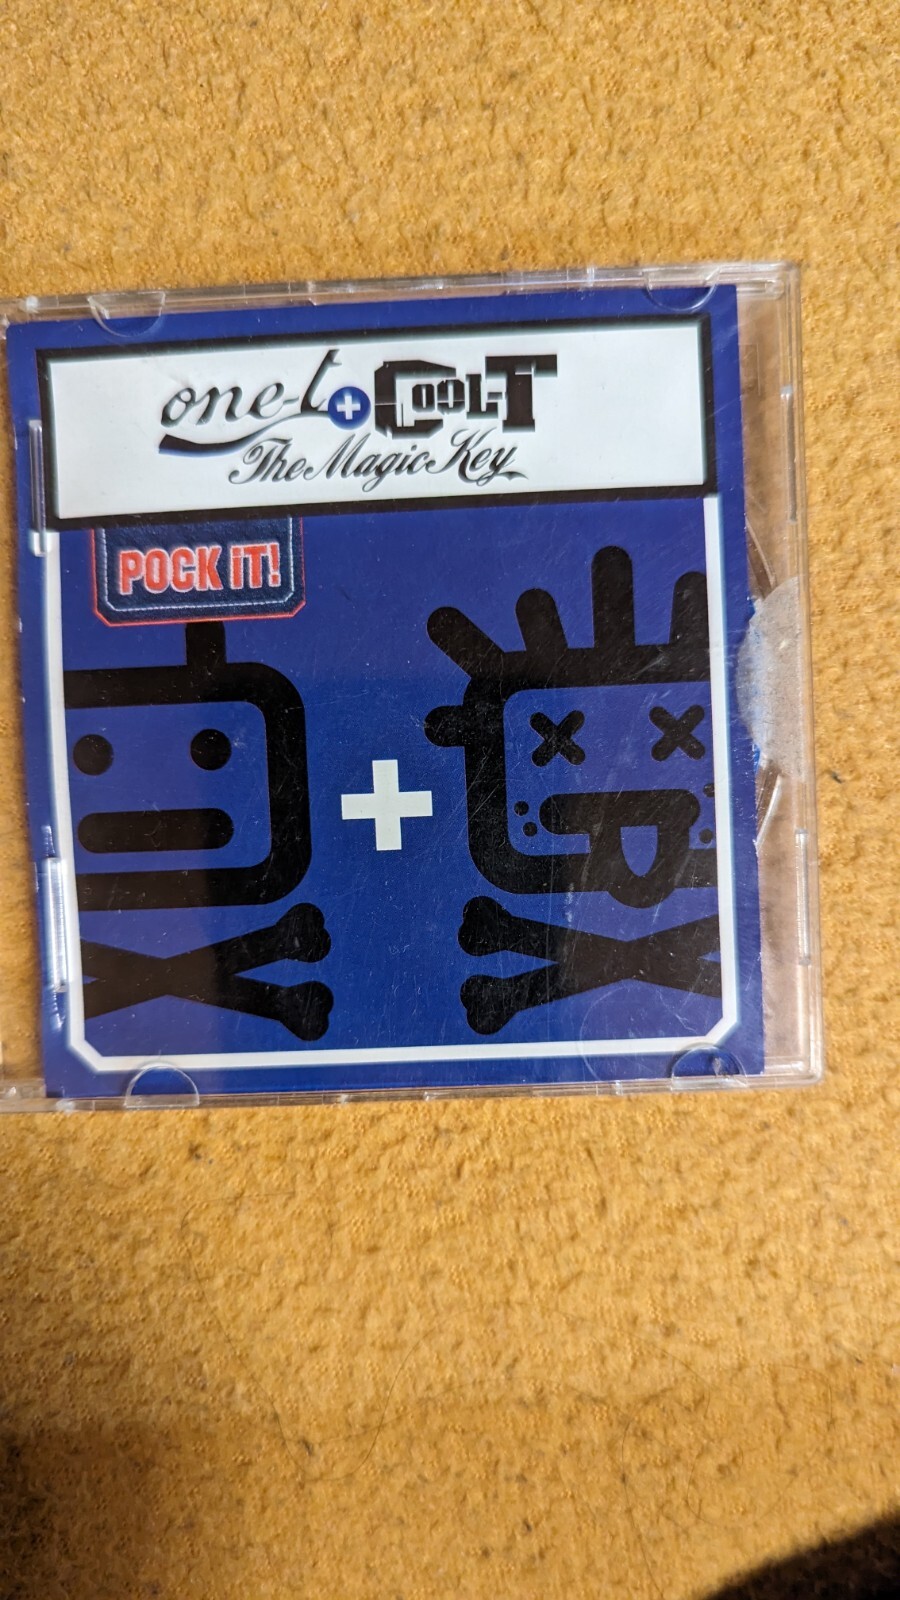 one-t + Cool-T
The Magic Key
POCK iT!